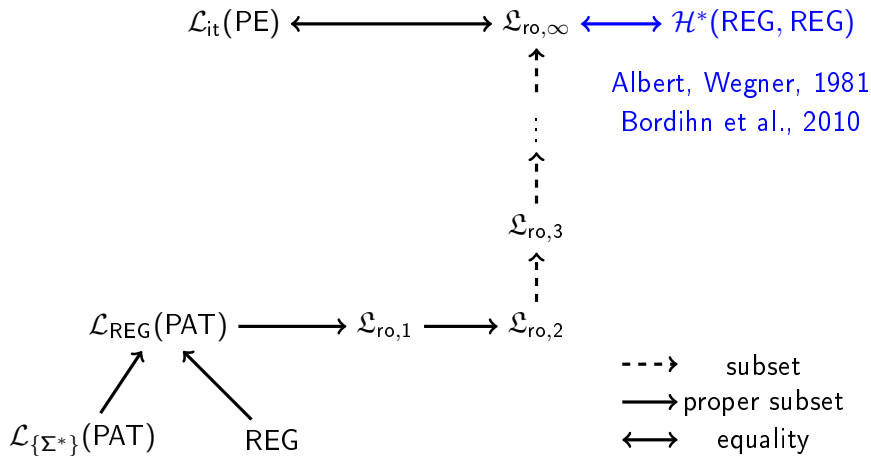 ℒ_it(PE) 𝔏_ro,∞ ℋ*(REG, REG)
Albert, Wegner, 1981
Bordihn et al., 2010
⋮
𝔏_ro,3
ℒ_REG(PAT) 𝔏_ro,1 𝔏_ro,2
subset
proper subset
ℒ_{Σ*}(PAT) REG equality